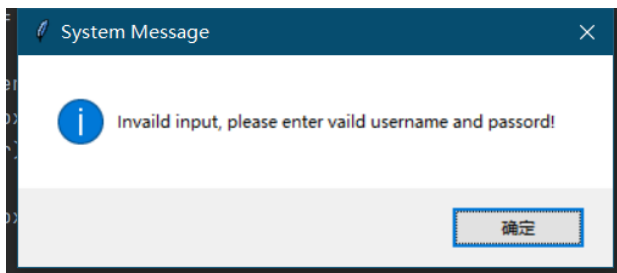 System Message
Invaild input, please enter vaild username and passord!
确定